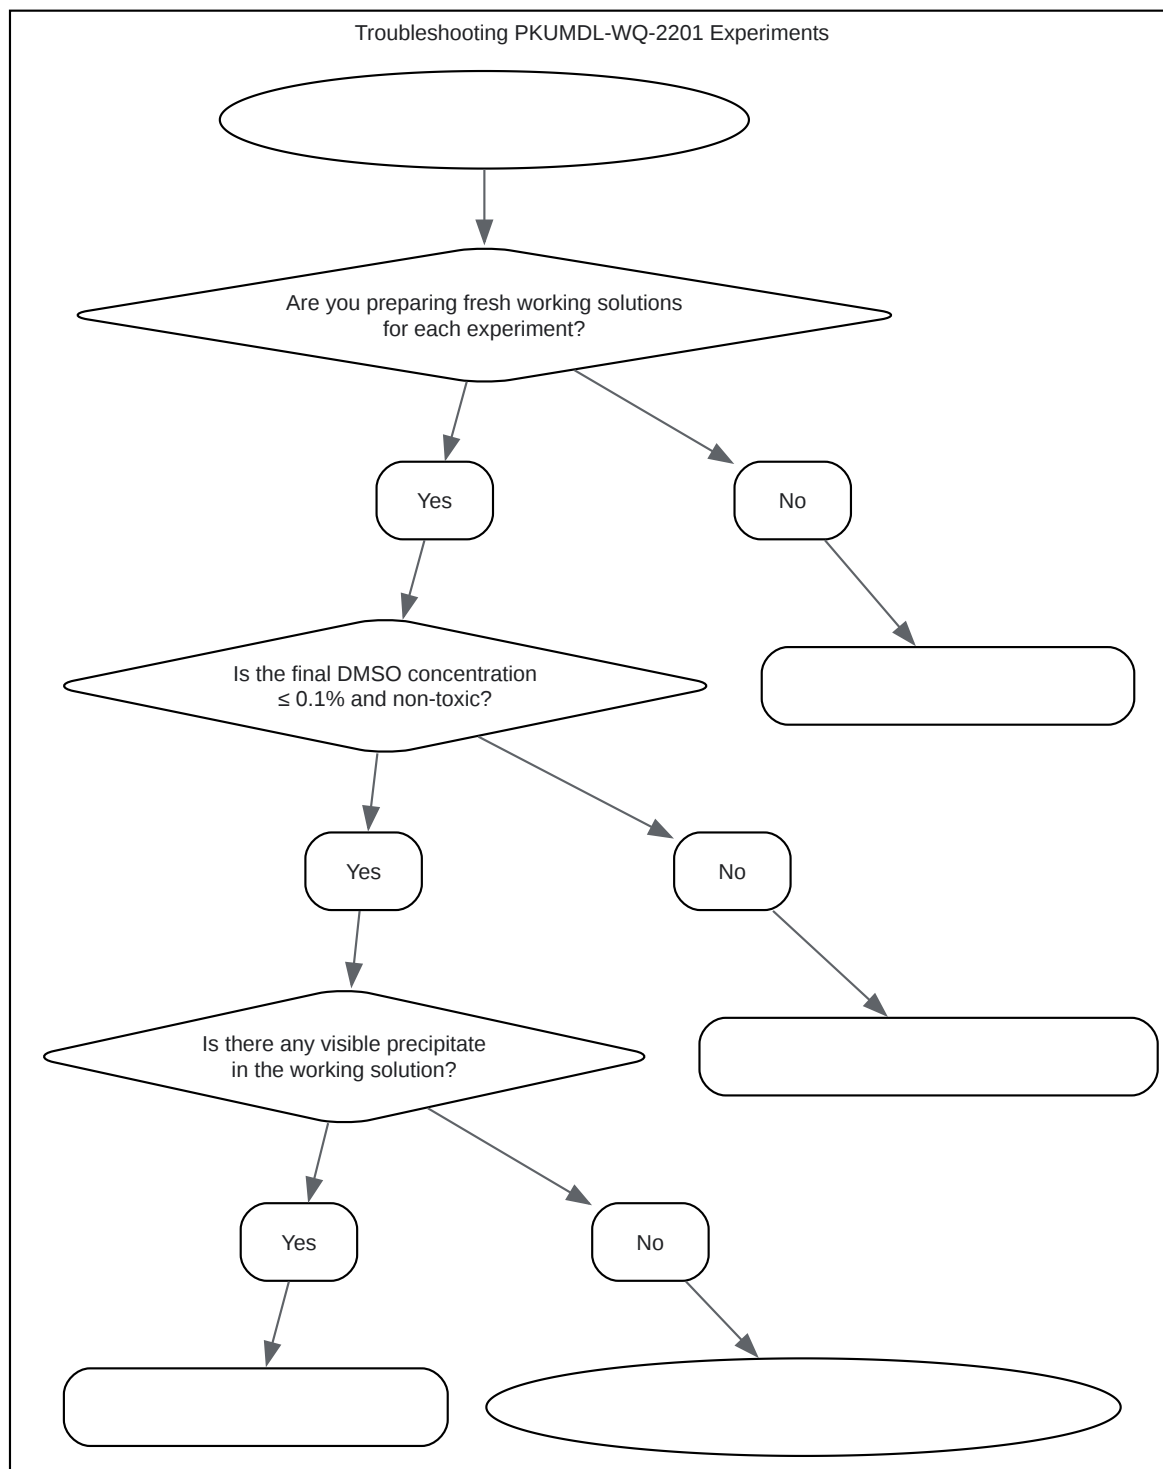 Troubleshooting PKUMDL-WQ-2201 Experiments
Are you preparing fresh working solutions
for each experiment?
Yes
No
Is the final DMSO concentration
≤ 0.1% and non-toxic?
Yes
No
Is there any visible precipitate
in the working solution?
Yes
No